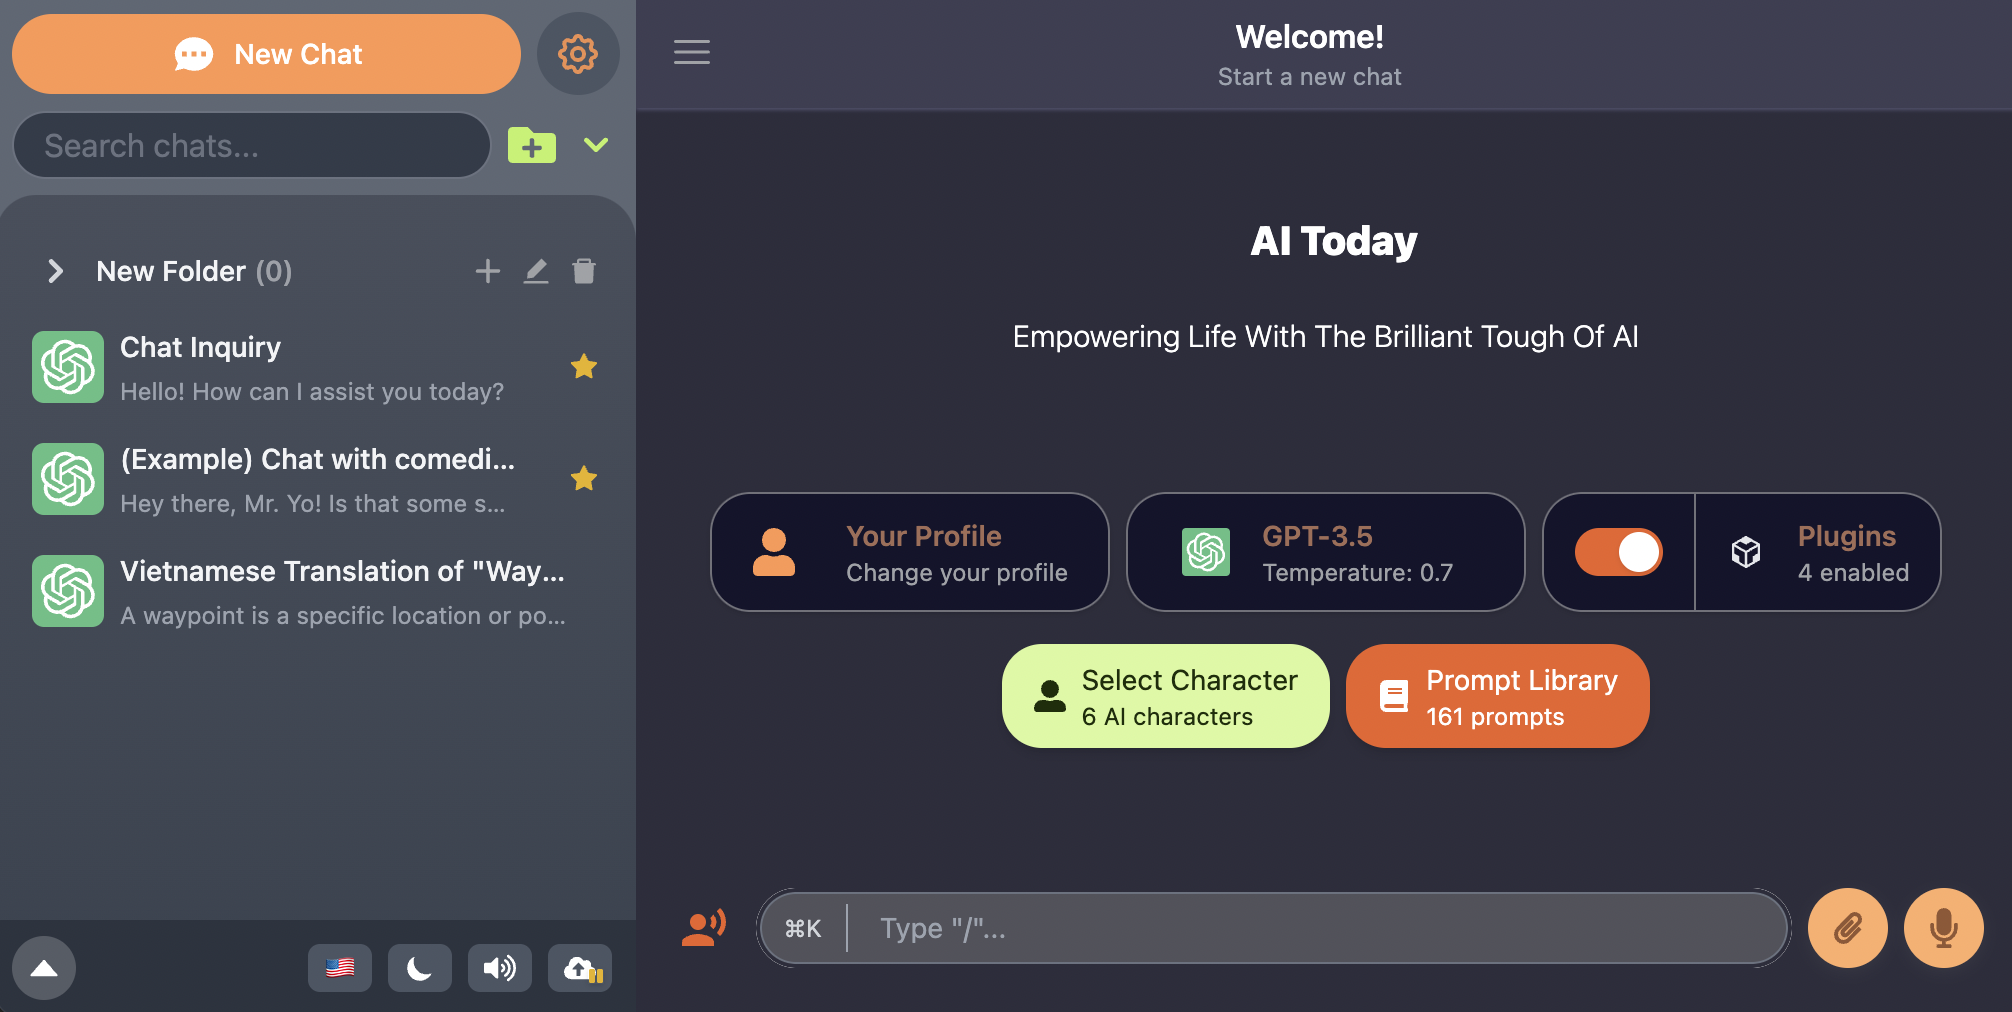 New Chat
Search chats...
New Folder (0)
Chat Inquiry
Hello! How can I assist you today?
(Example) Chat with comedi...
Hey there, Mr. Yo! Is that some s...
Vietnamese Translation of "Way...
A waypoint is a specific location or po...
Welcome!
Start a new chat
AI Today
Empowering Life With The Brilliant Tough Of AI
Your Profile
Change your profile
GPT-3.5
Temperature: 0.7
Plugins
4 enabled
Select Character
6 AI characters
Prompt Library
161 prompts
⌘K
Type "/"...